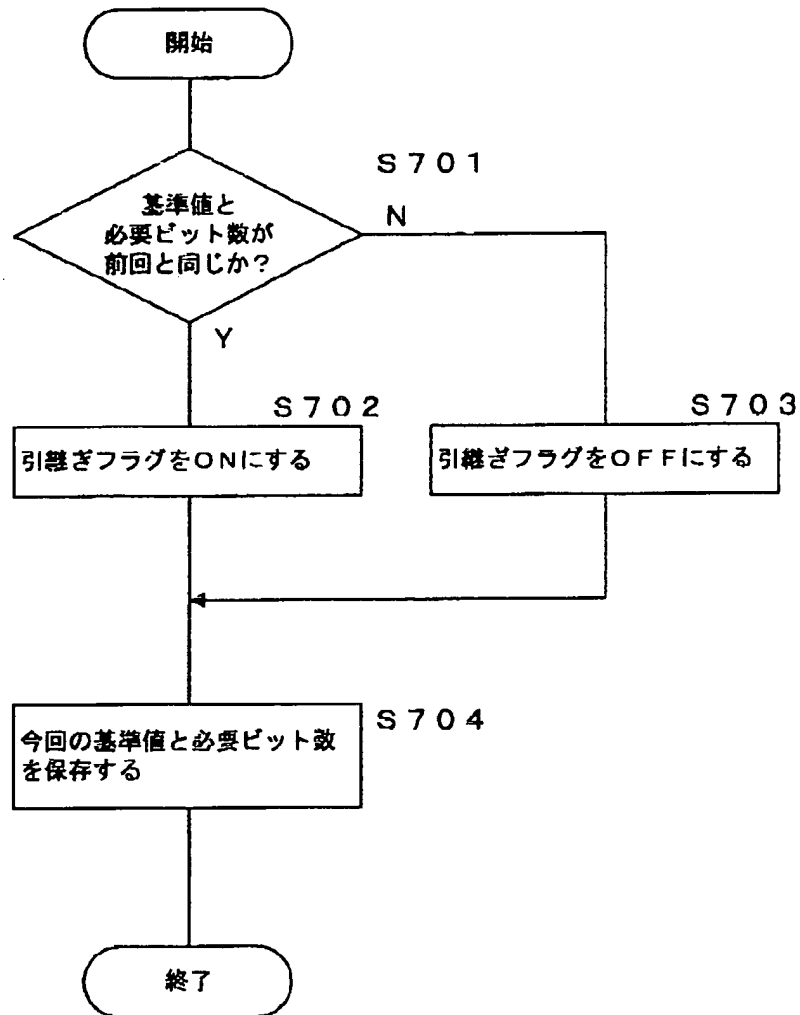 開始
S701
基準値と
必要ビット数が
前回と同じか?
N
Y
S702
引継ぎフラグをONにする
S703
引継ぎフラグをOFFにする
S704
今回の基準値と必要ビット数
を保存する
終了